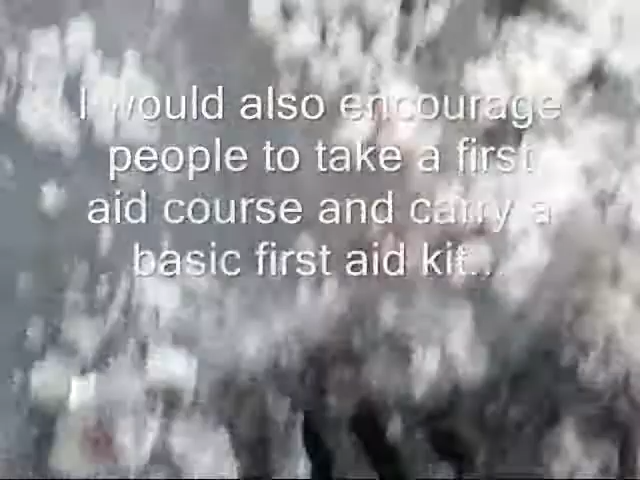 I would also encourage
people to take a first
aid course and carry a
basic first aid kit...